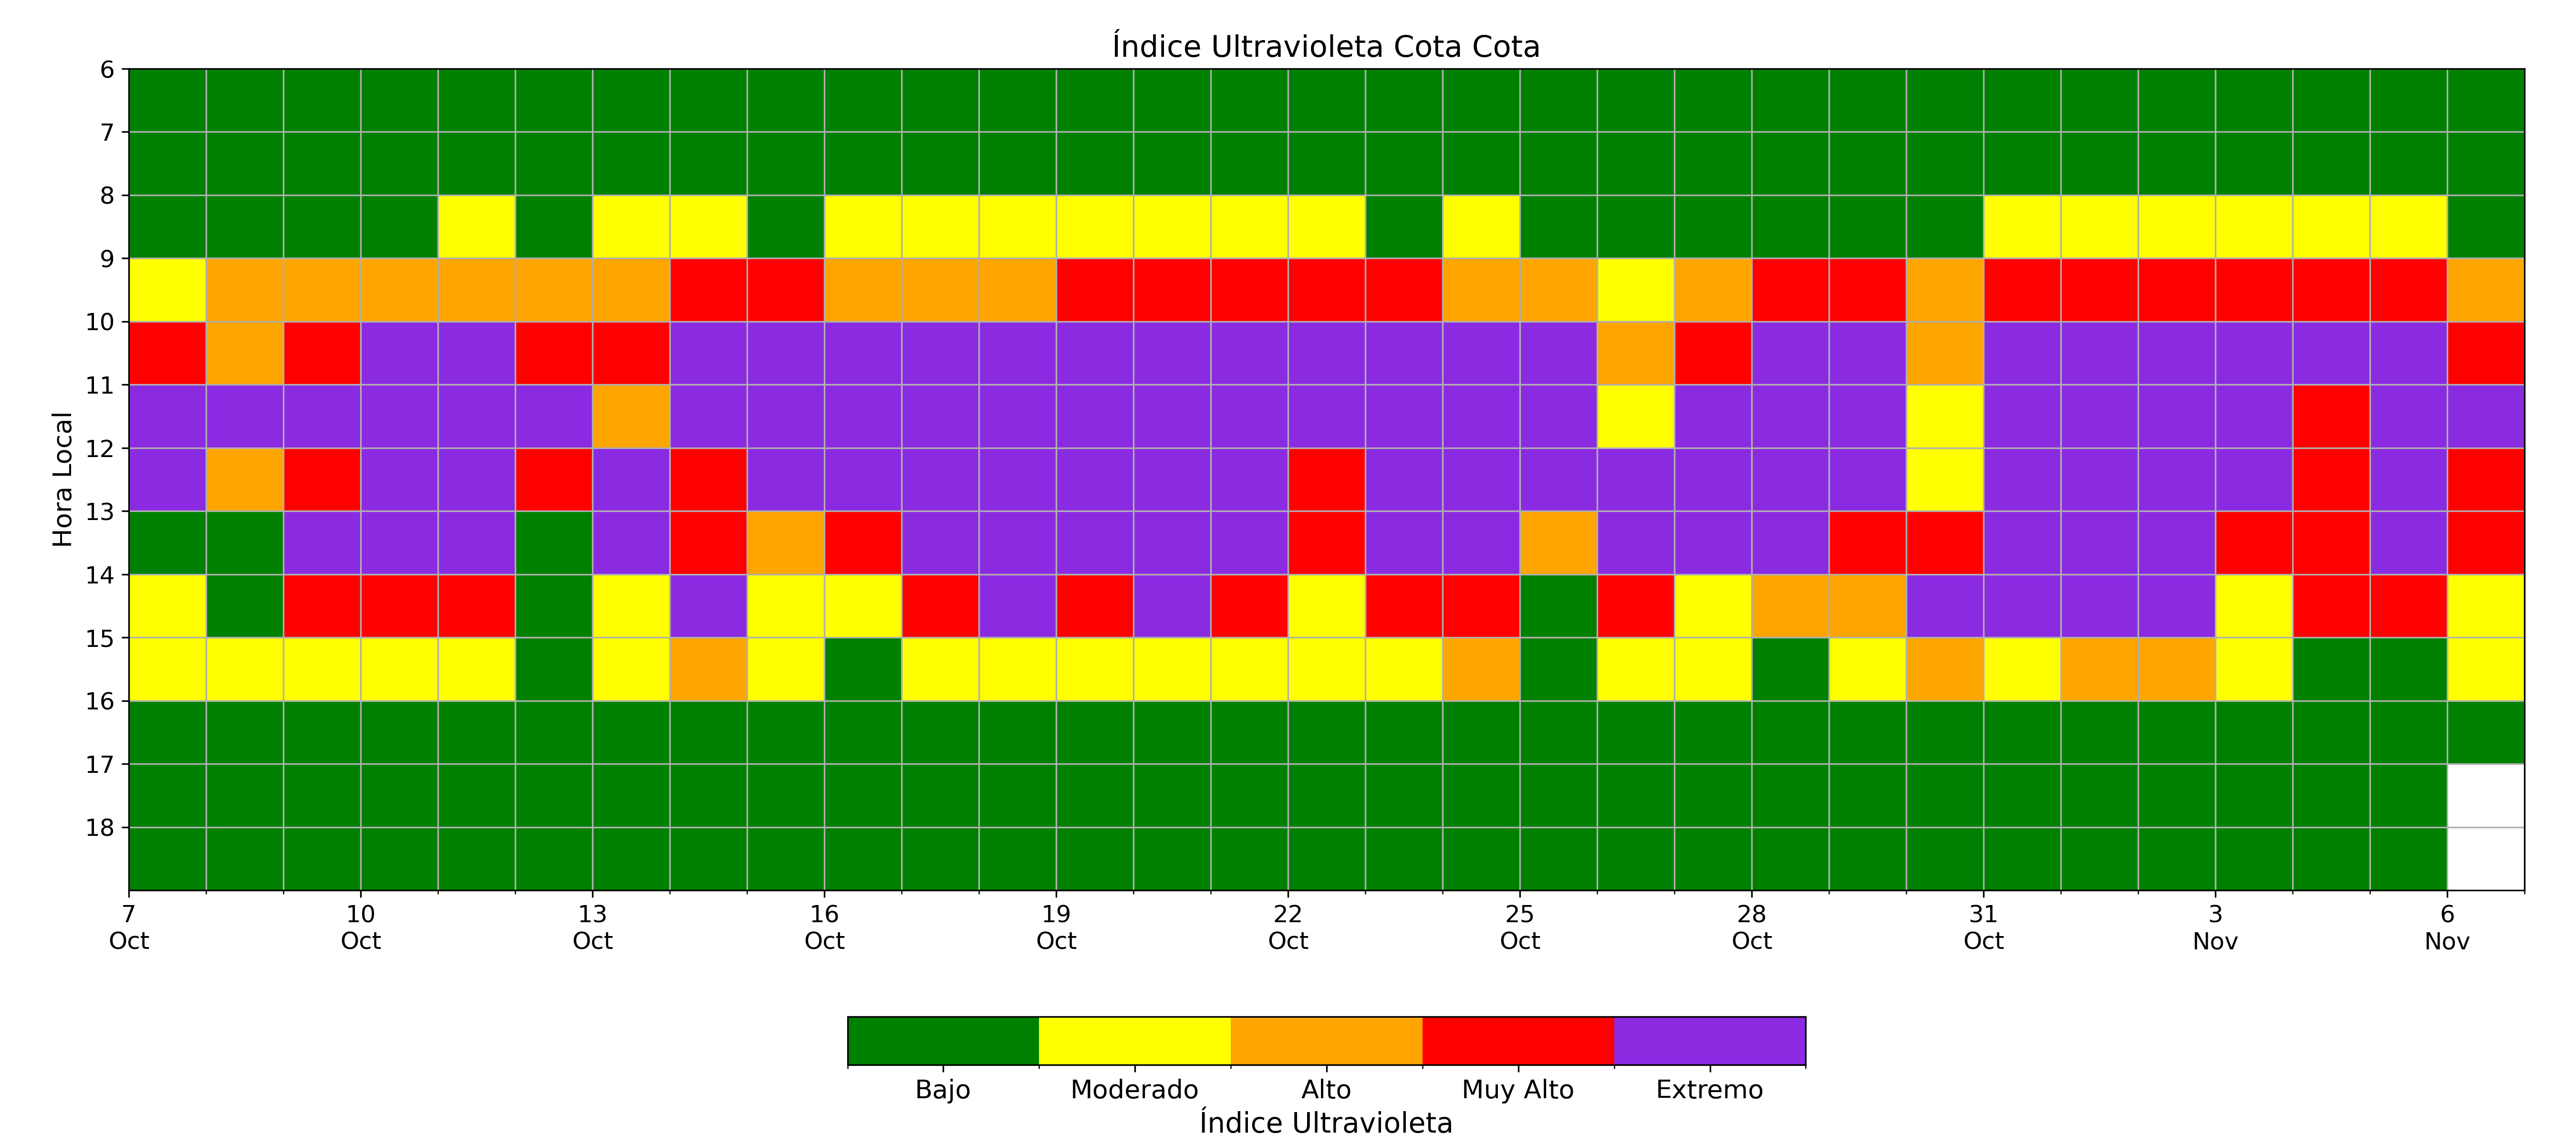 Índice Ultravioleta Cota Cota
6
7
8
9
10
11
12
13
14
15
16
17
18
Hora Local
7 10 13 16 19 22 25 28 31 3 6
Oct Oct Oct Oct Oct Oct Oct Oct Oct Nov Nov
Bajo Moderado Alto Muy Alto Extremo
Índice Ultravioleta